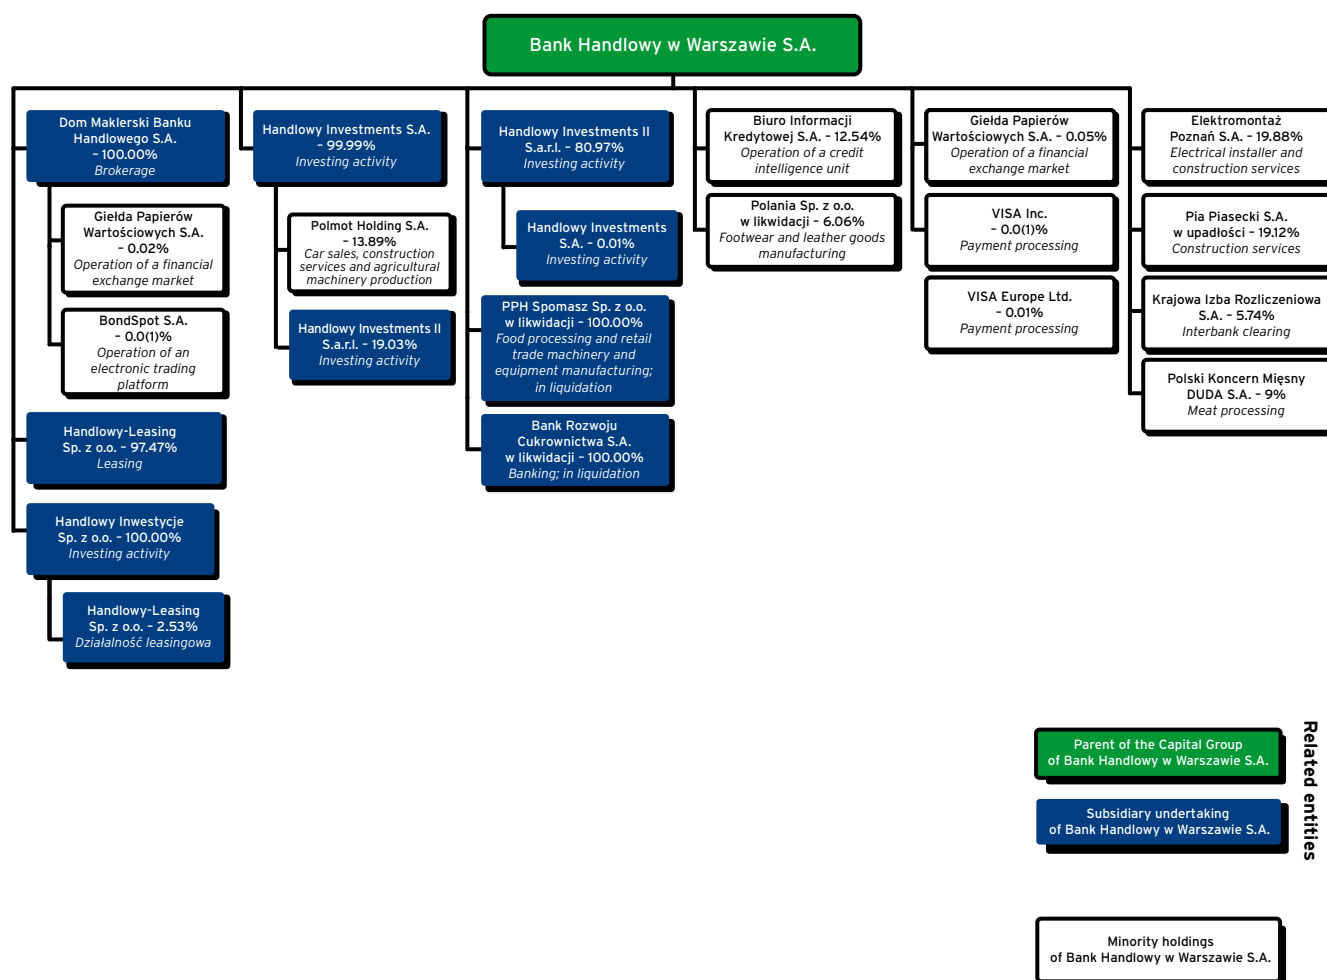 Bank Handlowy w Warszawie S.A.
Dom Maklerski Banku
Handlowego S.A.
– 100.00%
Brokerage
Giełda Papierów
Wartościowych S.A.
– 0.02%
Operation of a financial
exchange market
BondSpot S.A.
– 0.0(1)%
Operation of an
electronic trading
platform
Handlowy-Leasing
Sp. z o.o. – 97.47%
Leasing
Handlowy Inwestycje
Sp. z o.o. – 100.00%
Investing activity
Handlowy-Leasing
Sp. z o.o. – 2.53%
Działalność leasingowa
Handlowy Investments S.A.
– 99.99%
Investing activity
Polmot Holding S.A.
– 13.89%
Car sales, construction
services and agricultural
machinery production
Handlowy Investments II
S.a.r.l. – 19.03%
Investing activity
Handlowy Investments II
S.a.r.l. – 80.97%
Investing activity
Handlowy Investments
S.A. – 0.01%
Investing activity
PPH Spomasz Sp. z o.o.
w likwidacji – 100.00%
Food processing and retail
trade machinery and
equipment manufacturing;
in liquidation
Bank Rozwoju
Cukrownictwa S.A.
w likwidacji – 100.00%
Banking; in liquidation
Biuro Informacji
Kredytowej S.A. – 12.54%
Operation of a credit
intelligence unit
Polania Sp. z o.o.
w likwidacji – 6.06%
Footwear and leather goods
manufacturing
Giełda Papierów
Wartościowych S.A. – 0.05%
Operation of a financial
exchange market
VISA Inc.
– 0.0(1)%
Payment processing
VISA Europe Ltd.
– 0.01%
Payment processing
Elektromontaż
Poznań S.A. – 19.88%
Electrical installer and
construction services
Pia Piasecki S.A.
w upadłości – 19.12%
Construction services
Krajowa Izba Rozliczeniowa
S.A. – 5.74%
Interbank clearing
Polski Koncern Mięsny
DUDA S.A. – 9%
Meat processing
Related entities
Parent of the Capital Group
of Bank Handlowy w Warszawie S.A.
Subsidiary undertaking
of Bank Handlowy w Warszawie S.A.
Minority holdings
of Bank Handlowy w Warszawie S.A.